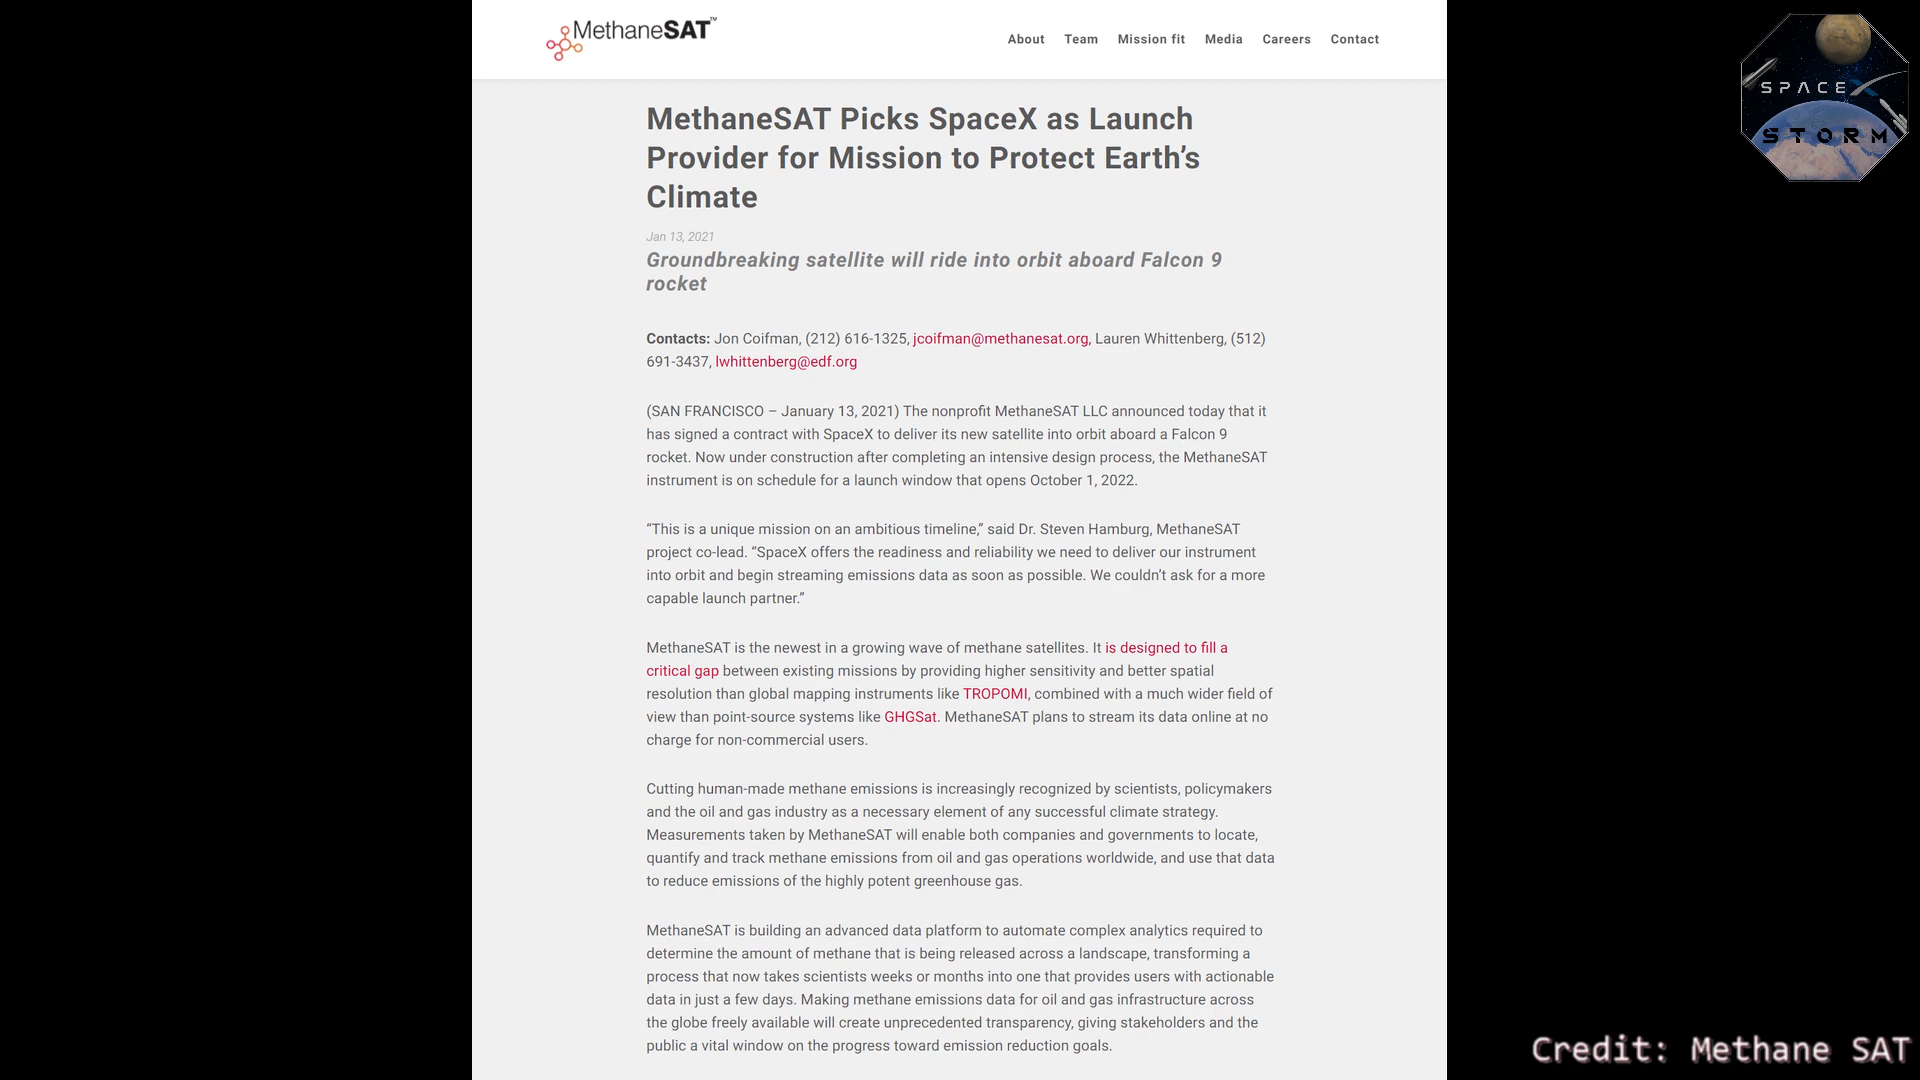 MethaneSAT™
About Team Mission fit Media Careers Contact
SPACEX
STORM
MethaneSAT Picks SpaceX as Launch
Provider for Mission to Protect Earth’s
Climate
Jan 13, 2021
Groundbreaking satellite will ride into orbit aboard Falcon 9
rocket
Contacts: Jon Coifman, (212) 616-1325, jcoifman@methanesat.org, Lauren Whittenberg, (512)
691-3437, lwhittenberg@edf.org
(SAN FRANCISCO – January 13, 2021) The nonprofit MethaneSAT LLC announced today that it
has signed a contract with SpaceX to deliver its new satellite into orbit aboard a Falcon 9
rocket. Now under construction after completing an intensive design process, the MethaneSAT
instrument is on schedule for a launch window that opens October 1, 2022.
“This is a unique mission on an ambitious timeline,” said Dr. Steven Hamburg, MethaneSAT
project co-lead. “SpaceX offers the readiness and reliability we need to deliver our instrument
into orbit and begin streaming emissions data as soon as possible. We couldn’t ask for a more
capable launch partner.”
MethaneSAT is the newest in a growing wave of methane satellites. It is designed to fill a
critical gap between existing missions by providing higher sensitivity and better spatial
resolution than global mapping instruments like TROPOMI, combined with a much wider field of
view than point-source systems like GHGSat. MethaneSAT plans to stream its data online at no
charge for non-commercial users.
Cutting human-made methane emissions is increasingly recognized by scientists, policymakers
and the oil and gas industry as a necessary element of any successful climate strategy.
Measurements taken by MethaneSAT will enable both companies and governments to locate,
quantify and track methane emissions from oil and gas operations worldwide, and use that data
to reduce emissions of the highly potent greenhouse gas.
MethaneSAT is building an advanced data platform to automate complex analytics required to
determine the amount of methane that is being released across a landscape, transforming a
process that now takes scientists weeks or months into one that provides users with actionable
data in just a few days. Making methane emissions data for oil and gas infrastructure across
the globe freely available will create unprecedented transparency, giving stakeholders and the
public a vital window on the progress toward emission reduction goals.
Credit: Methane SAT